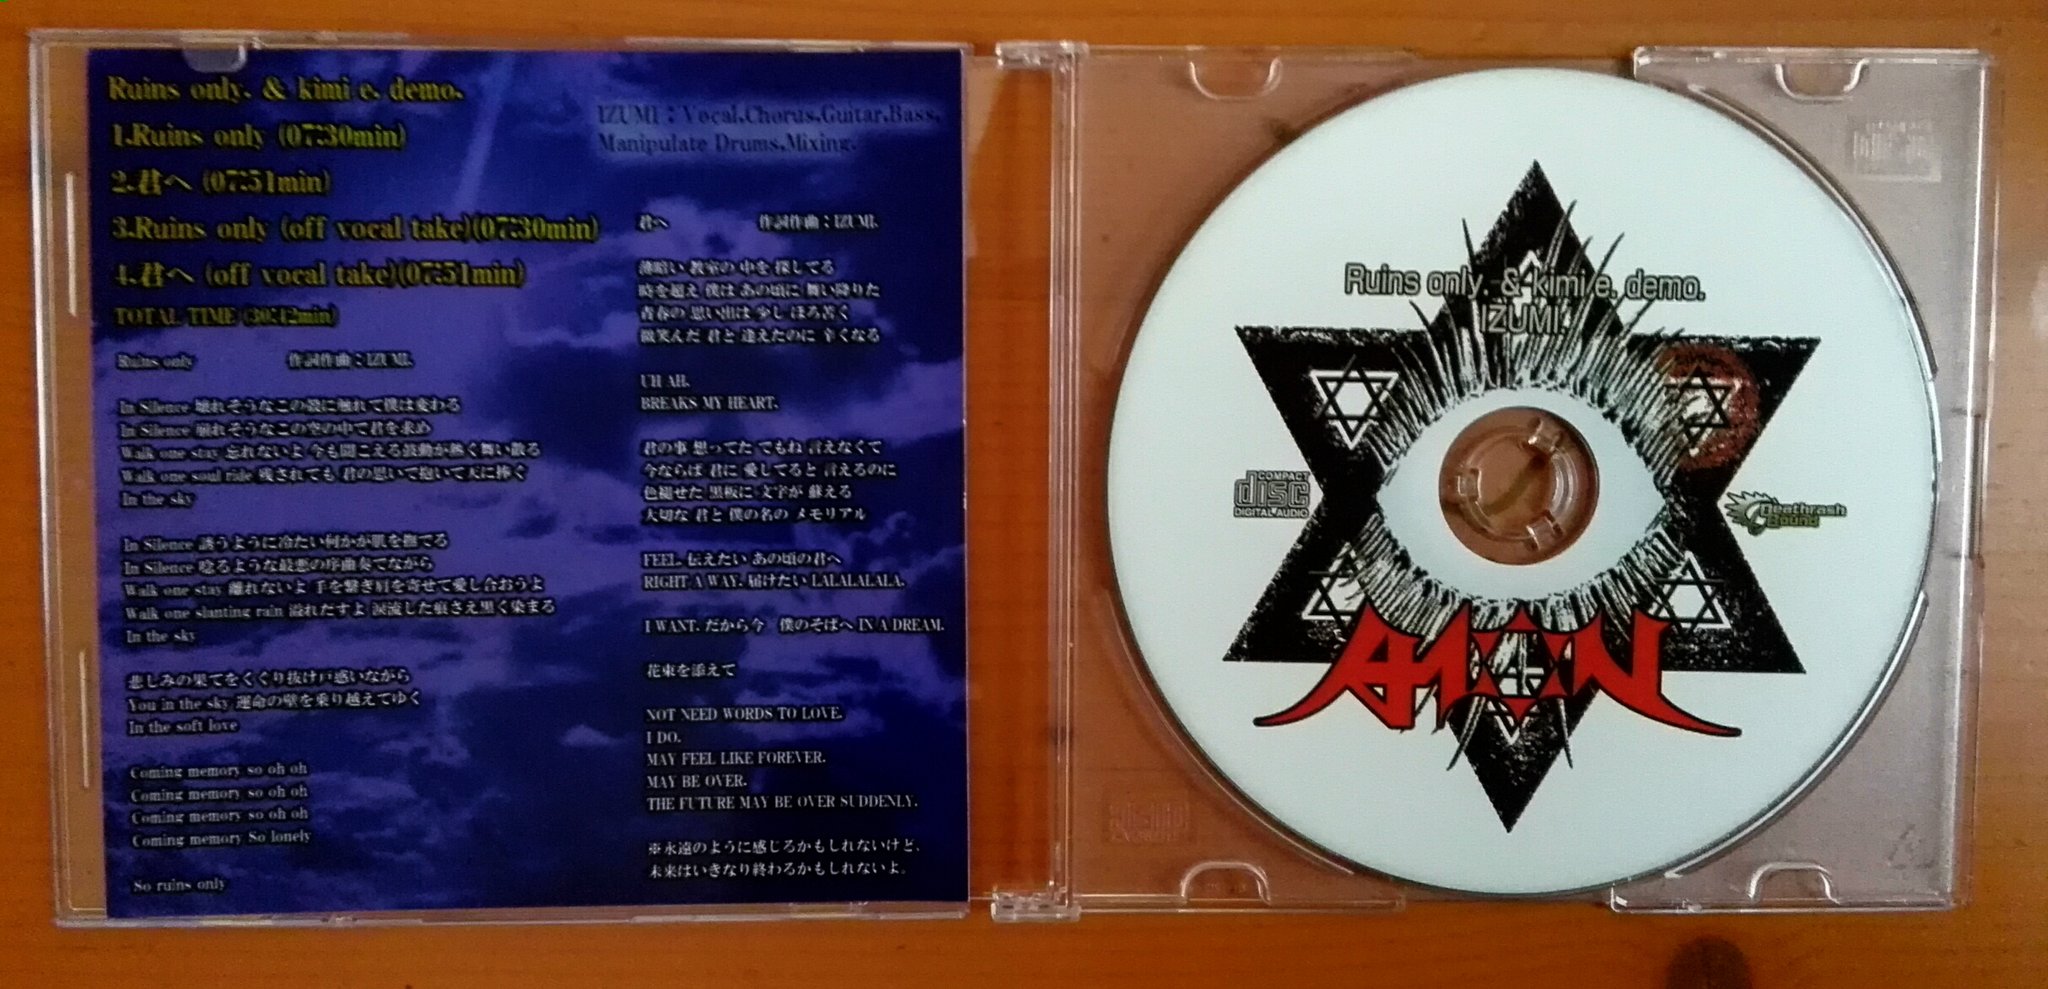 Ruins only. & kimi e. demo.
1.Ruins only (07:30min)
2.君へ (07:51min)
3.Ruins only (off vocal take)(07:30min)
4.君へ (off vocal take)(07:51min)
TOTAL TIME (30:42min)
Ruins only 作詞作曲：IZUMI.
In Silence 壊れそうなこの殻に触れて僕は変わる
In Silence 崩れそうなこの空の中で君を求め
Walk one stay 忘れないよ 今も聞こえる鼓動が熱く舞い散る
Walk one soul ride 残されても 君の思いで抱いて天に捧ぐ
In the sky
In Silence 誘うように冷たい何かが肌を撫でる
In Silence 唸るような最悪の序曲奏でながら
Walk one stay 離れないよ 手を繋ぎ肩を寄せて愛し合おうよ
Walk one slanting rain 溢れだすよ 涙流した痕さえ黒く染まる
In the sky
悲しみの果てをくぐり抜け戸惑いながら
You in the sky 運命の壁を乗り越えてゆく
In the soft love
Coming memory so oh oh
Coming memory so oh oh
Coming memory so oh oh
Coming memory So lonely
So ruins only
IZUMI：Vocal,Chorus,Guitar,Bass,
Manipulate Drums,Mixing.
君へ 作詞作曲：IZUMI.
薄暗い 教室の 中を 探してる
時を超え 僕は あの頃に 舞い降りた
青春の 思い出は 少し ほろ苦く
微笑んだ 君と 逢えたのに 辛くなる
UH AH.
BREAKS MY HEART.
君の事 想ってた でもね 言えなくて
今ならば 君に 愛してると 言えるのに
色褪せた 黒板に 文字が 蘇える
大切な 君と 僕の名の メモリアル
FEEL. 伝えたい あの頃の君へ
RIGHT A WAY. 届けたい LALALALALA.
I WANT. だから今　僕のそばへ IN A DREAM.
花束を添えて
NOT NEED WORDS TO LOVE.
I DO.
MAY FEEL LIKE FOREVER.
MAY BE OVER.
THE FUTURE MAY BE OVER SUDDENLY.
※永遠のように感じるかもしれないけど、
未来はいきなり終わるかもしれないよ。
Ruins only. & kimi e. demo.
IZUMI.
COMPACT
disc
DIGITAL AUDIO
Deathrash
Bound
AMON